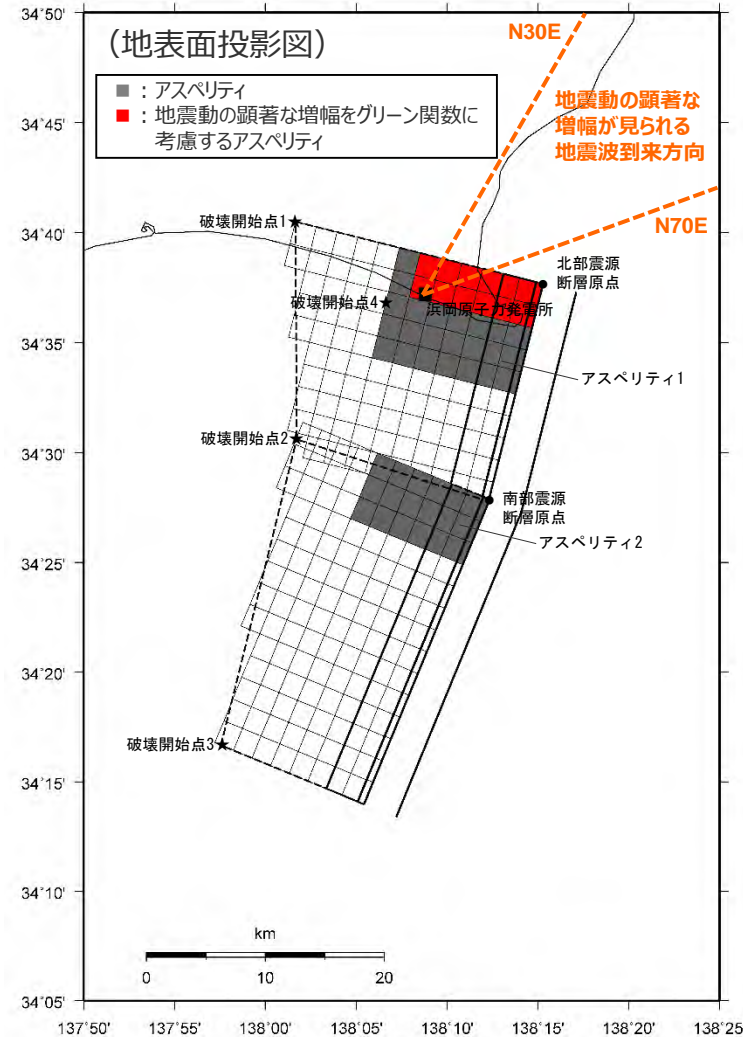 34˚50'
(地表面投影図)
N30E
■：アスペリティ
■：地震動の顕著な増幅をグリーン関数に
考慮するアスペリティ
34˚45'
地震動の顕著な
増幅が見られる
地震波到来方向
34˚40'
破壊開始点1
N70E
北部震源
断層原点
破壊開始点4
浜岡原子力発電所
34˚35'
アスペリティ1
34˚30'
破壊開始点2
南部震源
断層原点
アスペリティ2
34˚25'
34˚20'
破壊開始点3
34˚15'
34˚10'
km
0 10 20
34˚05'
137˚50' 137˚55' 138˚00' 138˚05' 138˚10' 138˚15' 138˚20' 138˚25'